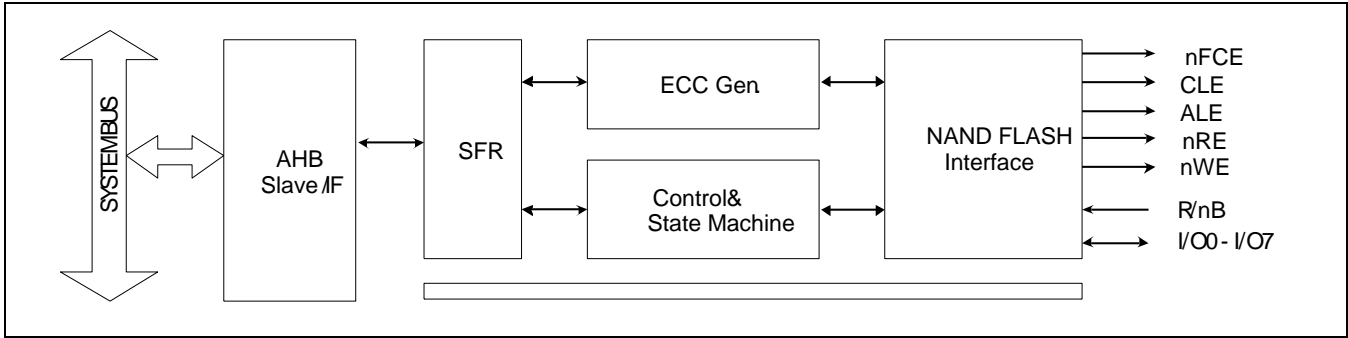 SYSTEMBUS
AHB
Slave I/F
SFR
ECC Gen.
Control&
State Machine
NAND FLASH
Interface
nFCE
CLE
ALE
nRE
nWE
R/nB
I/O0 - I/O7